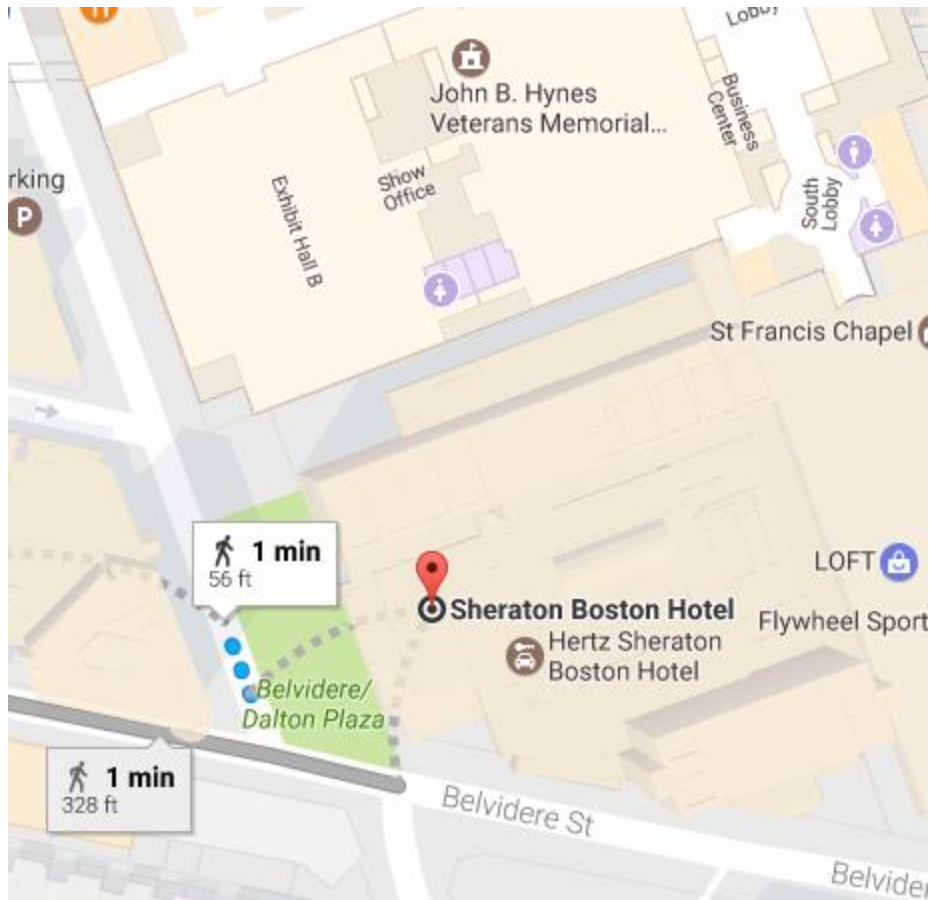 Lobby
John B. Hynes
Veterans Memorial...
Business
Center
rking
P
Show
Office
Exhibit Hall B
South
Lobby
St Francis Chapel
1 min
56 ft
LOFT
Sheraton Boston Hotel
Flywheel Sport
Hertz Sheraton
Boston Hotel
Belvidere/
Dalton Plaza
1 min
328 ft
Belvidere St
Belvider